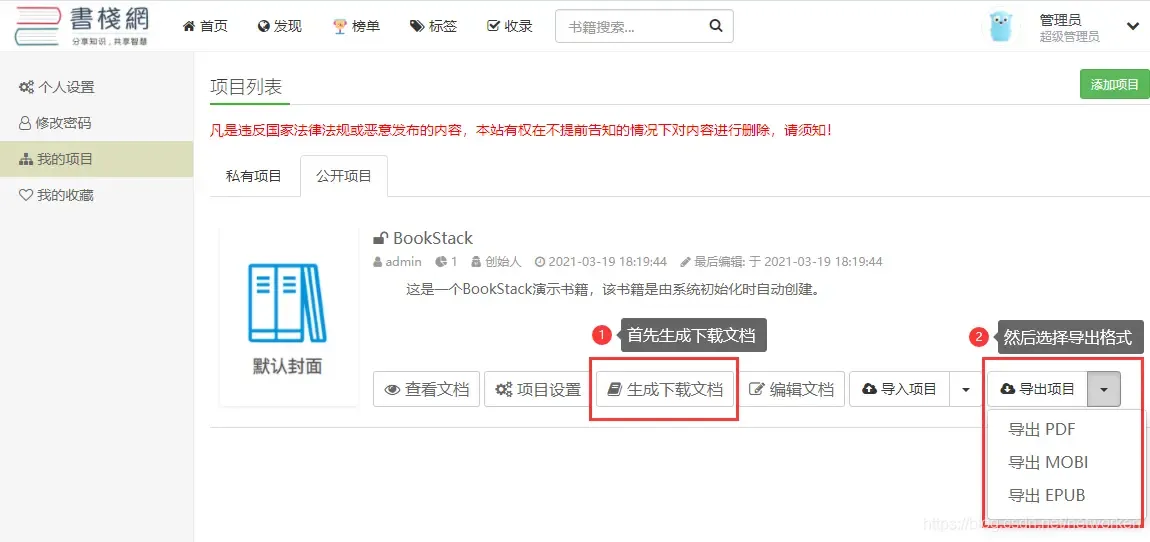 書棧網
分享知识，共享智慧
首页 发现 榜单 标签 收录
书籍搜索...
管理员
超级管理员
个人设置
修改密码
我的项目
我的收藏
项目列表
添加项目
凡是违反国家法律法规或恶意发布的内容，本站有权在不提前告知的情况下对内容进行删除，请须知！
私有项目 公开项目
默认封面
BookStack
admin 1 创始人 2021-03-19 18:19:44 最后编辑: 于 2021-03-19 18:19:44
这是一个BookStack演示书籍，该书籍是由系统初始化时自动创建。
1 首先生成下载文档
2 然后选择导出格式
查看文档 项目设置 生成下载文档 编辑文档 导入项目 导出项目
导出 PDF
导出 MOBI
导出 EPUB
https://blog.csdn.net/networken